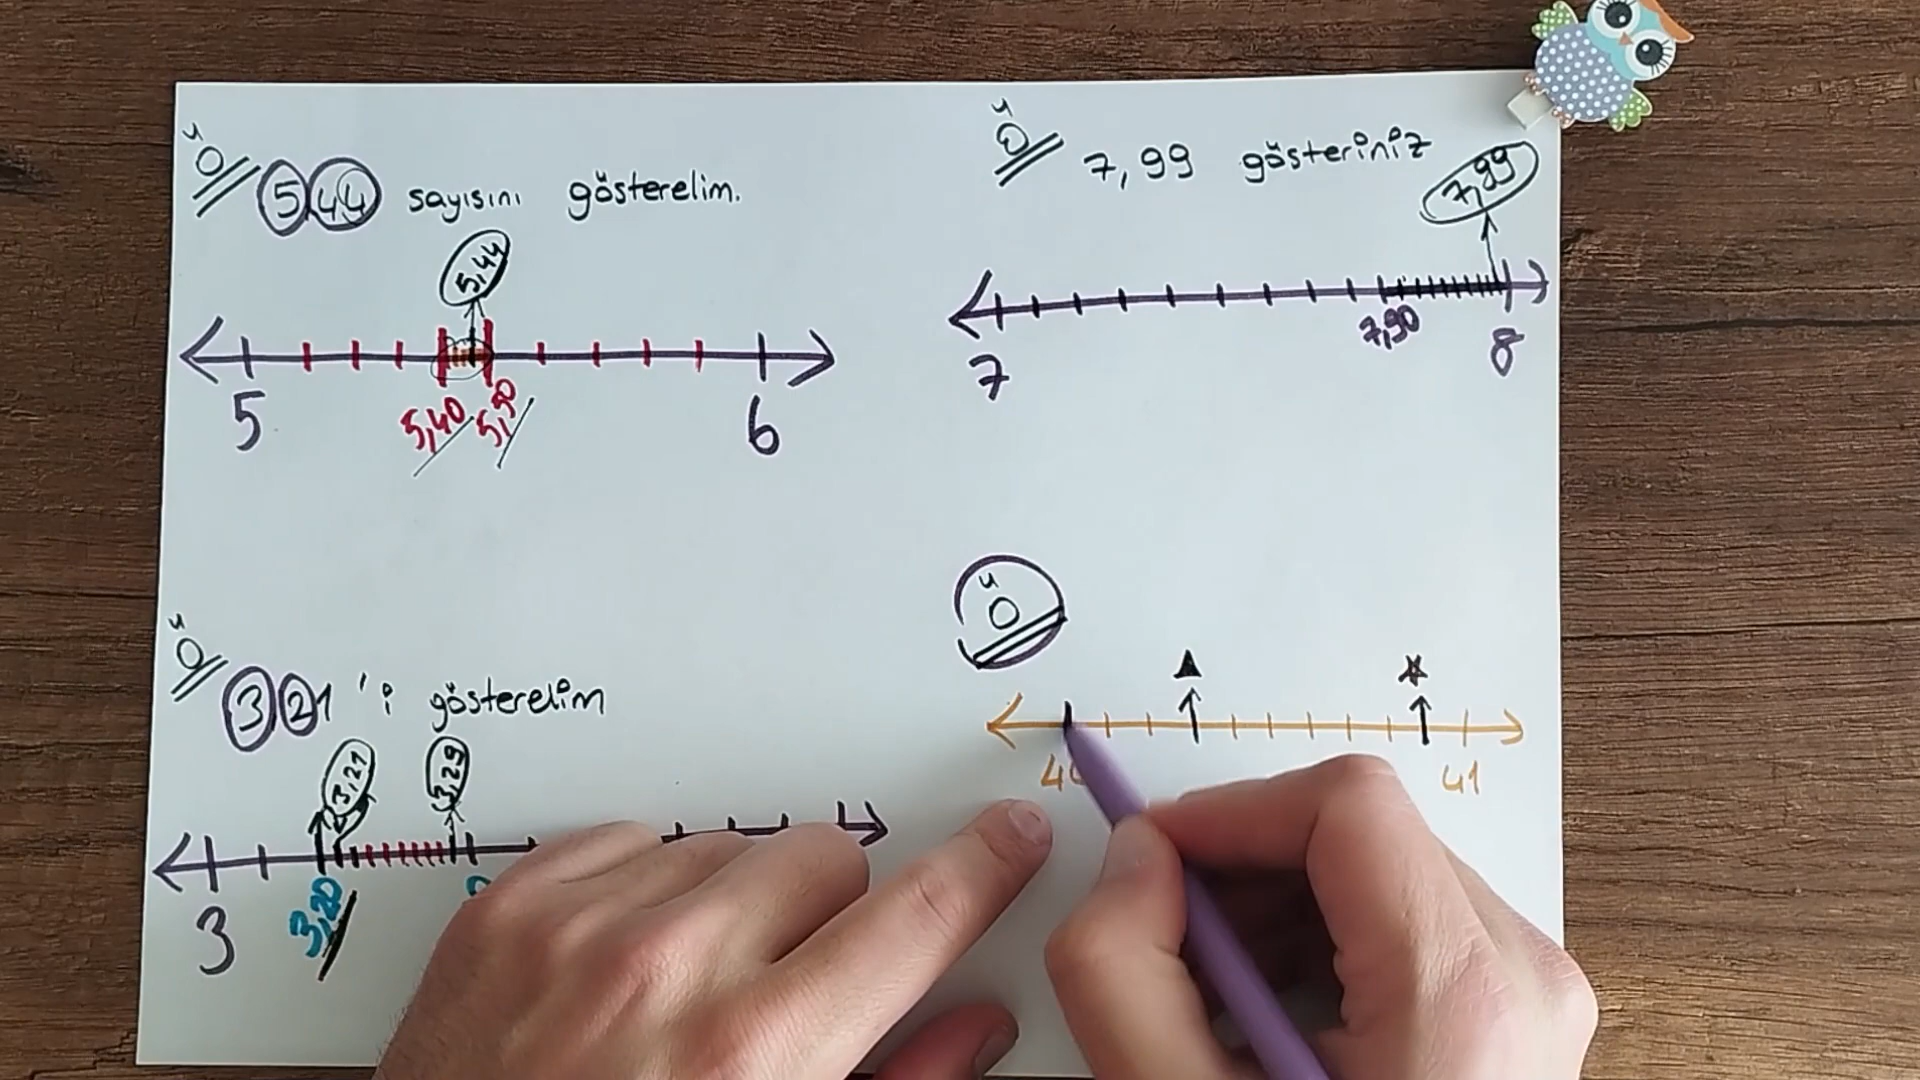 Ö 5,44 sayısını gösterelim.
5,44
5 5,40 5,50 6
Ö 7,99 gösteriniz
7,99
7 7,90 8
Ö 3,21 'i gösterelim
3,21 3,29
3 3,20
Ö
41